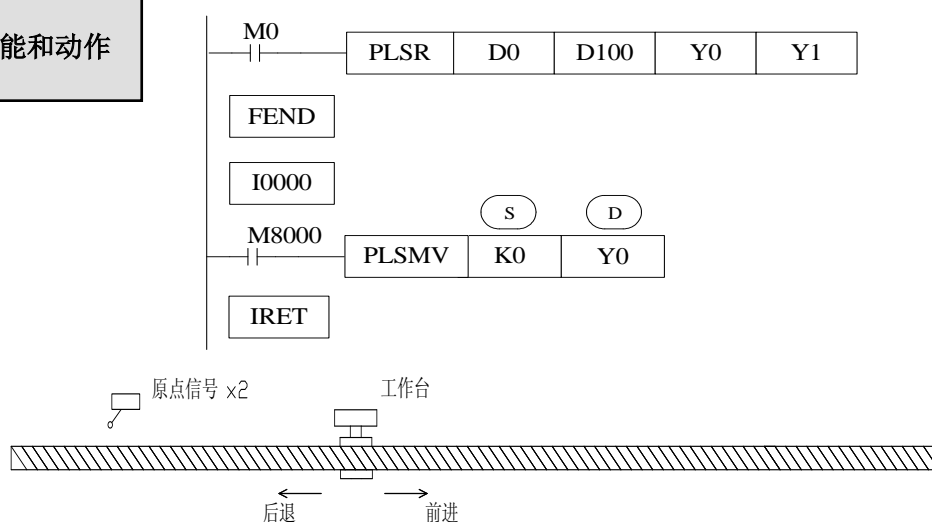 能和动作
M0
PLSR D0 D100 Y0 Y1
FEND
I0000
S D
M8000
PLSMV K0 Y0
IRET
原点信号 x2
工作台
后退 前进